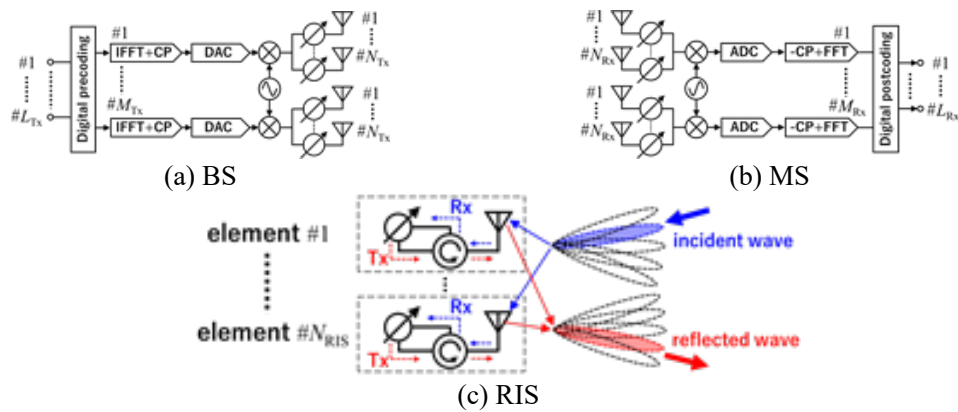 #1
#L_Tx
Digital precoding
#1
IFFT+CP
DAC
#M_Tx
IFFT+CP
DAC
#1
#N_Tx
#1
#N_Tx
(a) BS
#1
#N_Rx
#1
#N_Rx
ADC
#1
-CP+FFT
#M_Rx
ADC
-CP+FFT
Digital postcoding
#1
#L_Rx
(b) MS
element #1
Rx
Tx
incident wave
element #N_RIS
Rx
Tx
reflected wave
(c) RIS